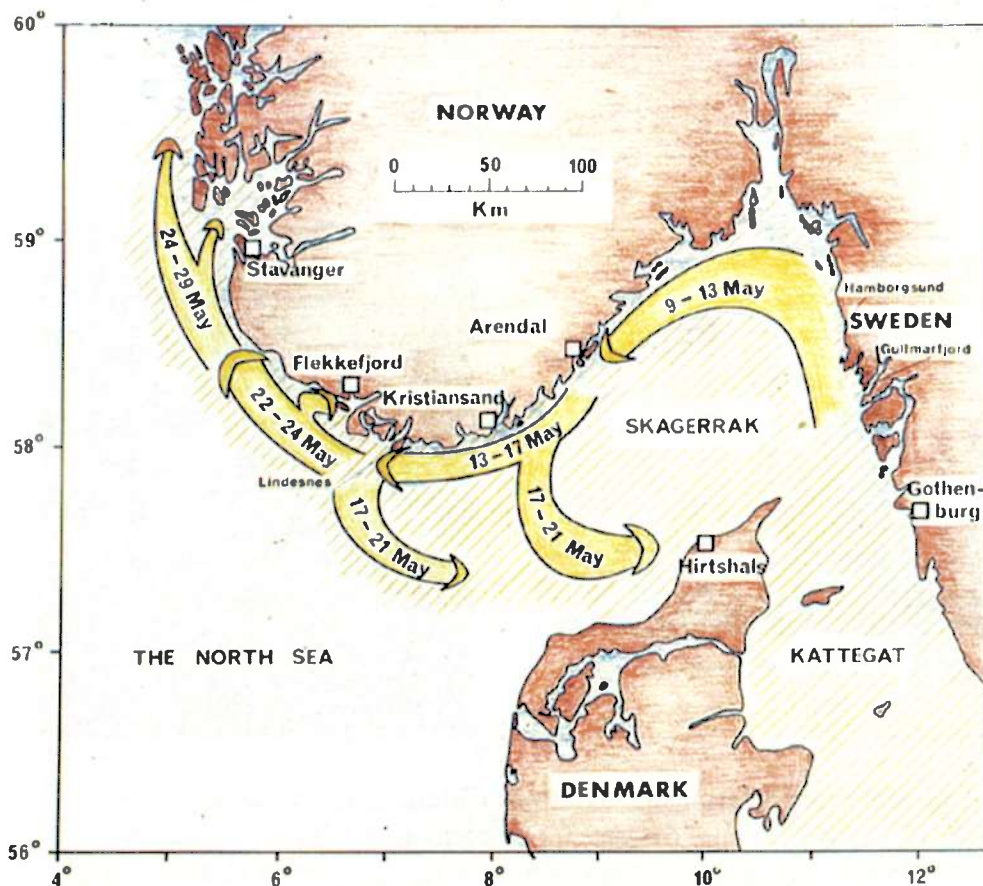 60°
NORWAY
0 50 100
Km
59°
24–29 May
Stavanger
9–13 May
Hamborgsund
SWEDEN
Gullmarfjord
Arendal
Flekkefjord
Kristiansand
22–24 May
13–17 May
SKAGERRAK
58°
Lindesnes
17–21 May
17–21 May
Gothen-
burg
Hirtshals
57°
THE NORTH SEA
KATTEGAT
DENMARK
56°
4° 6° 8° 10° 12°